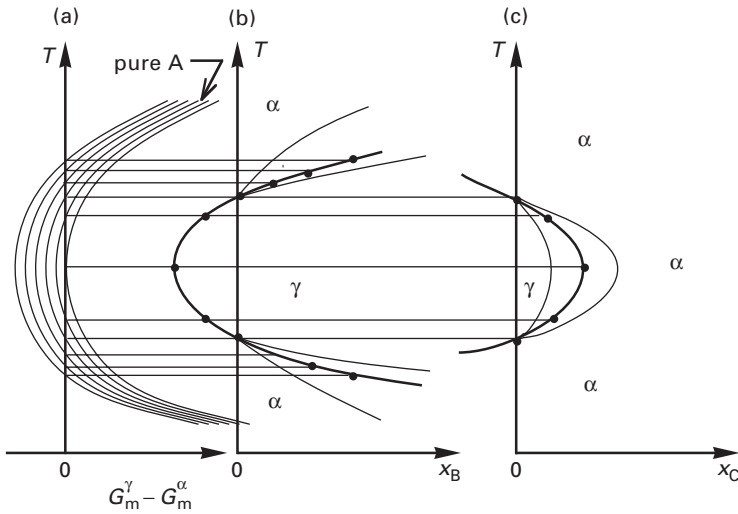 (a) (b) (c)
T T T
pure A
α
α
γ γ
α
α
α
0 0 0
x_B x_C
G_m^γ – G_m^α